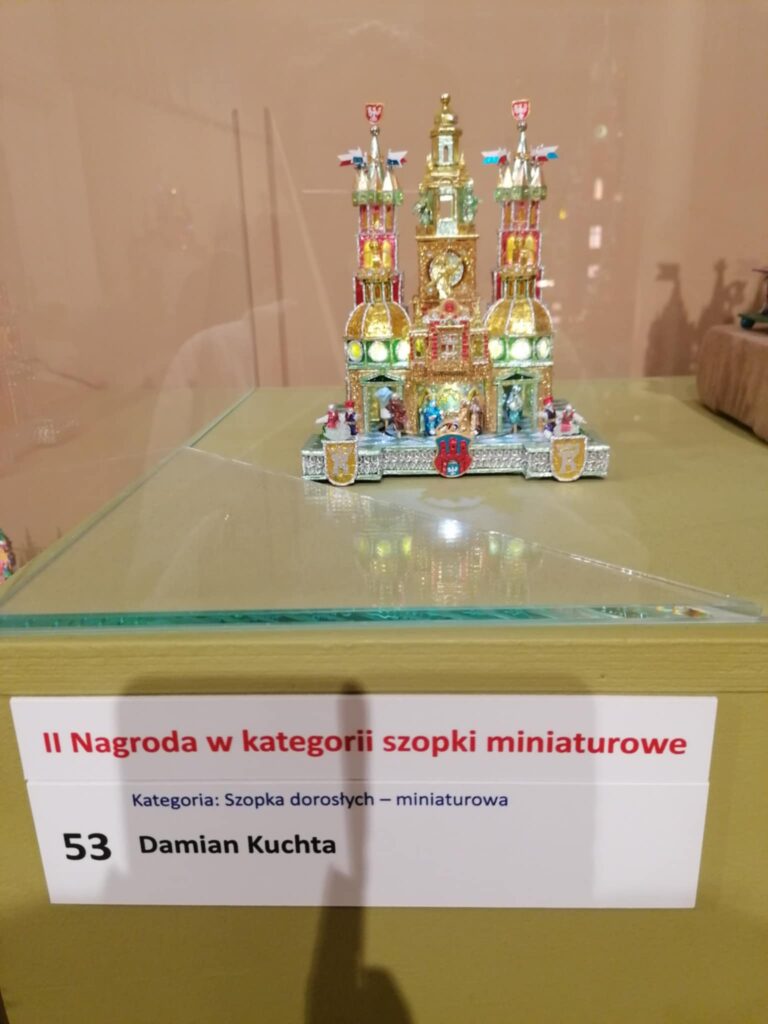 II Nagroda w kategorii szopki miniaturowe
Kategoria: Szopka dorosłych – miniaturowa
53 Damian Kuchta